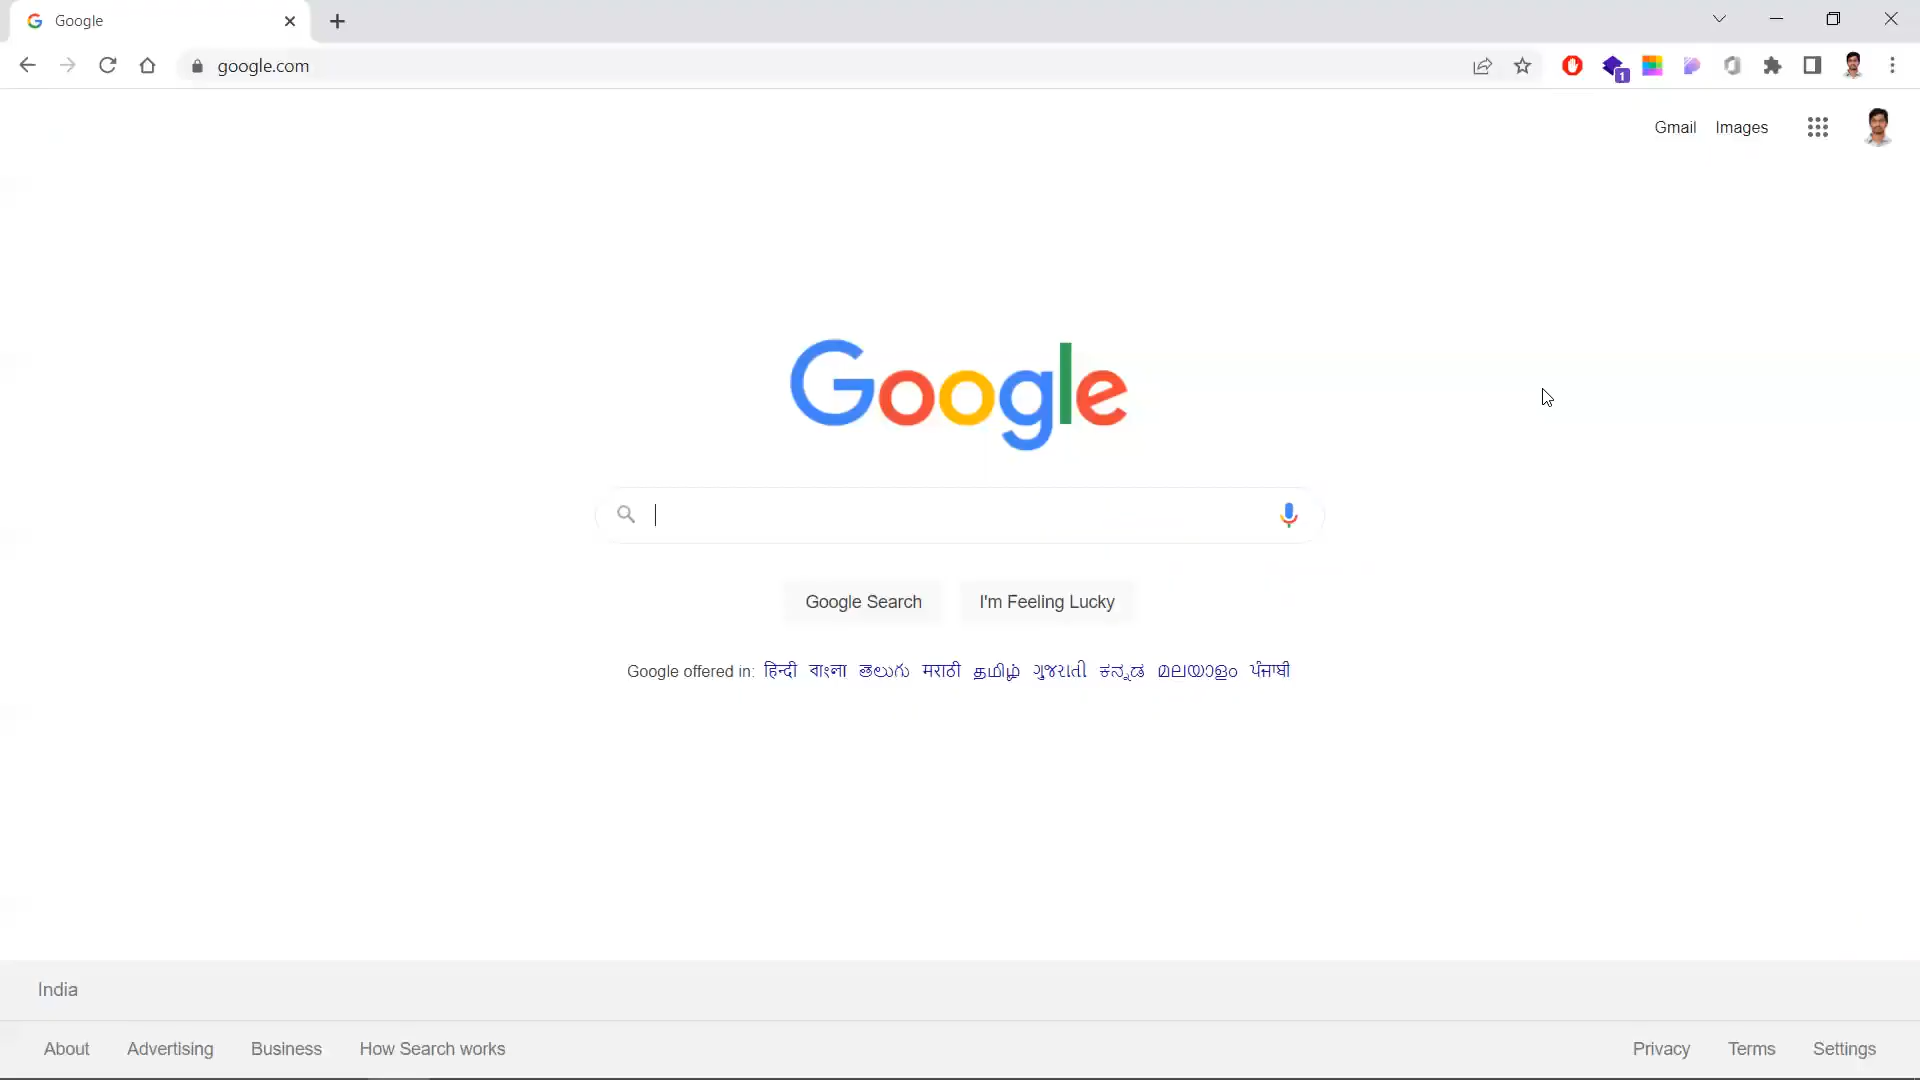 Google
google.com
1
Gmail Images
Google
Google Search I'm Feeling Lucky
Google offered in: हिन्दी বাংলা తెలుగు मराठी தமிழ் ગુજરાતી ಕನ್ನಡ മലയാളം ਪੰਜਾਬੀ
India
About Advertising Business How Search works Privacy Terms Settings